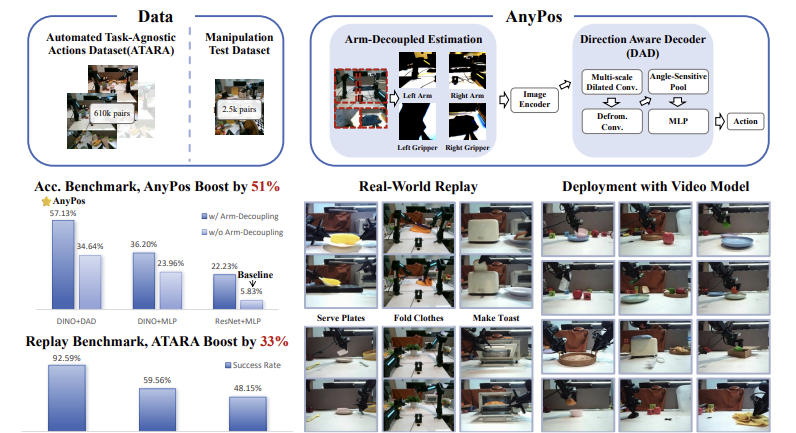 Data
Automated Task-Agnostic
Actions Dataset(ATARA)
610k pairs
Manipulation
Test Dataset
2.5k pairs
AnyPos
Arm-Decoupled Estimation
Left Arm
Right Arm
Left Gripper
Right Gripper
Image
Encoder
Direction Aware Decoder
(DAD)
Multi-scale
Dilated Conv.
Angle-Sensitive
Pool
Defrom.
Conv.
MLP
Action
Acc. Benchmark, AnyPos Boost by 51%
AnyPos
57.13%
34.64%
36.20%
23.96%
22.23%
Baseline
5.83%
w/ Arm-Decoupling
w/o Arm-Decoupling
DINO+DAD
DINO+MLP
ResNet+MLP
Replay Benchmark, ATARA Boost by 33%
92.59%
59.56%
48.15%
Success Rate
Real-World Replay
Serve Plates
Fold Clothes
Make Toast
Deployment with Video Model